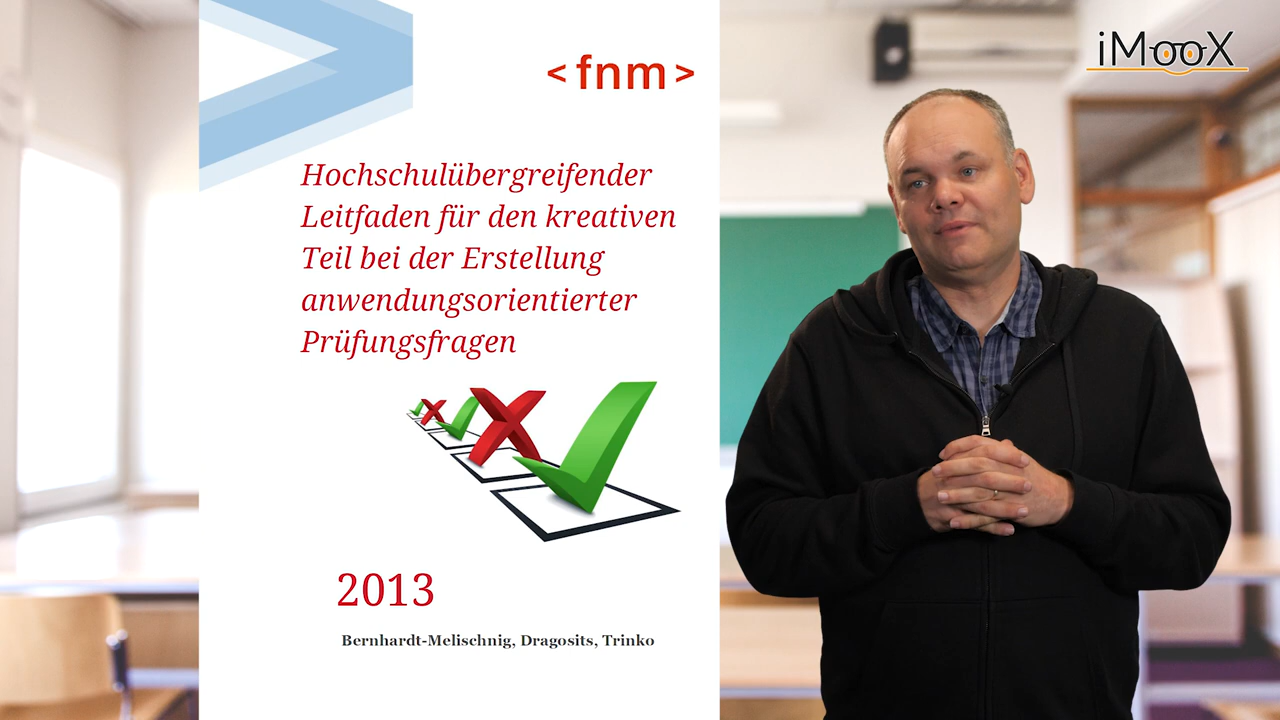 iMooX
<fnm>
Hochschulübergreifender
Leitfaden für den kreativen
Teil bei der Erstellung
anwendungsorientierter
Prüfungsfragen
2013
Bernhardt-Melischnig, Dragosits, Trinko